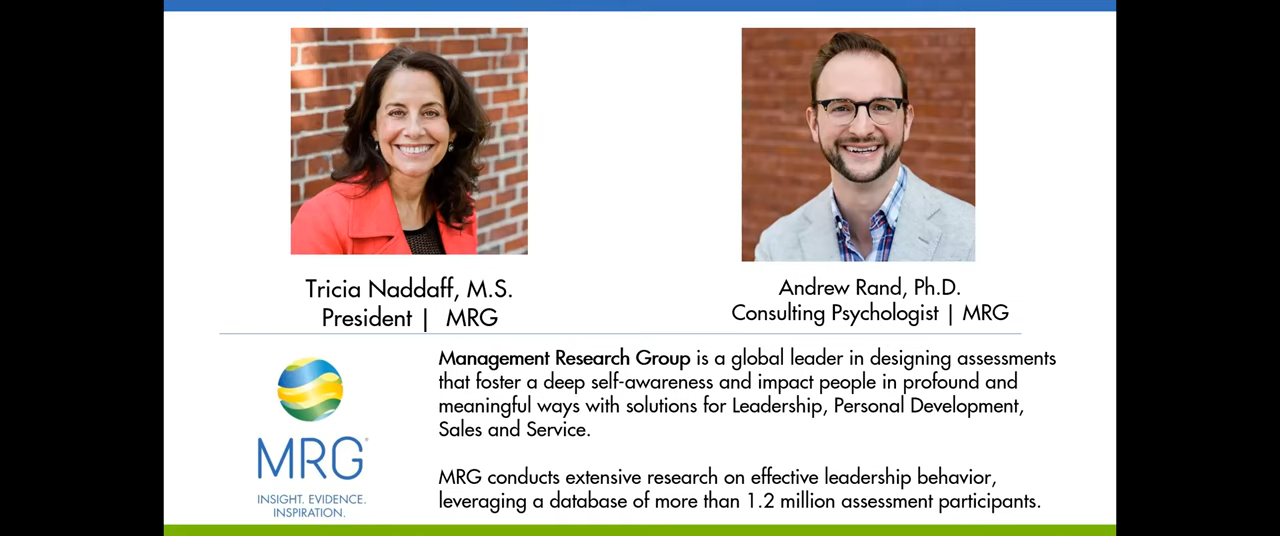 Tricia Naddaff, M.S.
President | MRG
Andrew Rand, Ph.D.
Consulting Psychologist | MRG
Management Research Group is a global leader in designing assessments
that foster a deep self-awareness and impact people in profound and
meaningful ways with solutions for Leadership, Personal Development,
Sales and Service.
MRG conducts extensive research on effective leadership behavior,
leveraging a database of more than 1.2 million assessment participants.
MRG®
INSIGHT. EVIDENCE.
INSPIRATION.